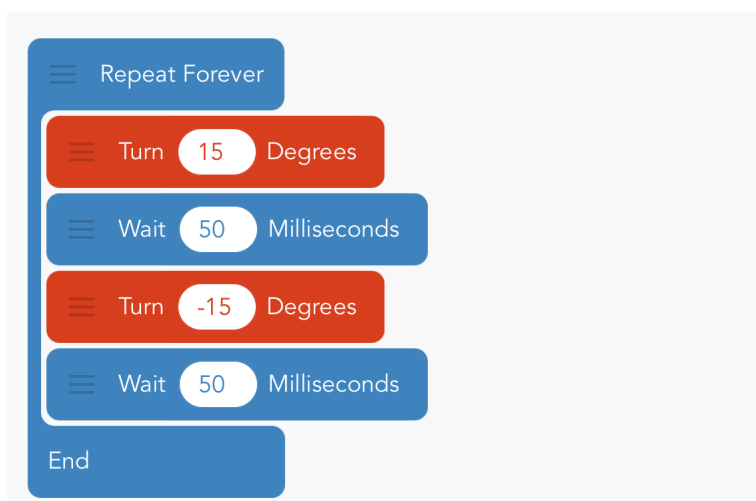 Repeat Forever
Turn 15 Degrees
Wait 50 Milliseconds
Turn -15 Degrees
Wait 50 Milliseconds
End